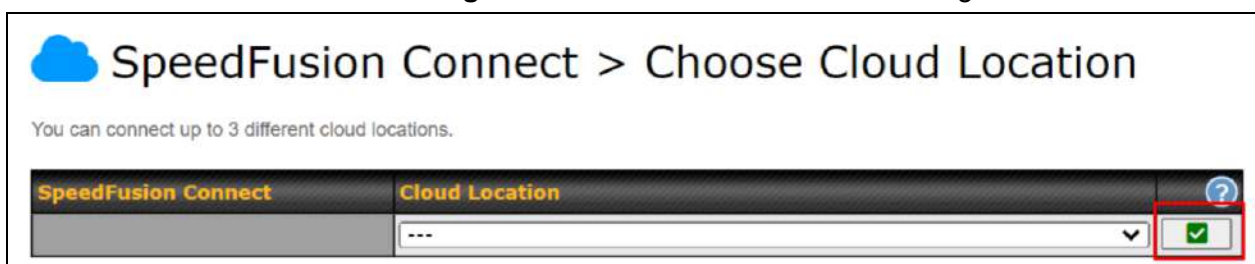 SpeedFusion Connect > Choose Cloud Location
You can connect up to 3 different cloud locations.
SpeedFusion Connect Cloud Location ?
---